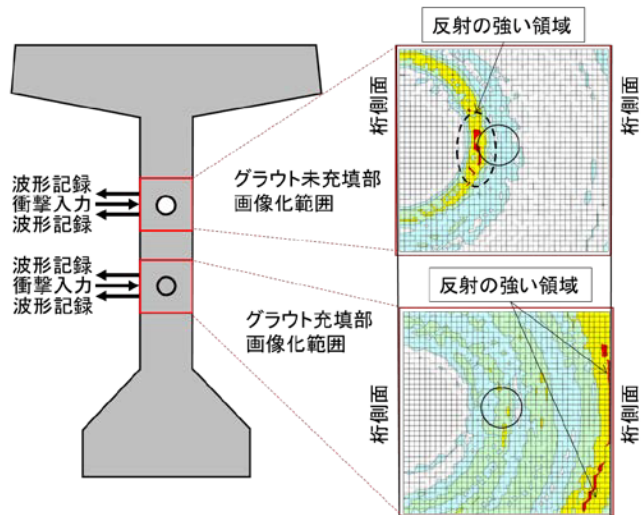 反射の強い領域
桁側面
桁側面
波形記録
衝撃入力
波形記録
グラウト未充填部
画像化範囲
反射の強い領域
波形記録
衝撃入力
波形記録
グラウト充填部
画像化範囲
桁側面
桁側面